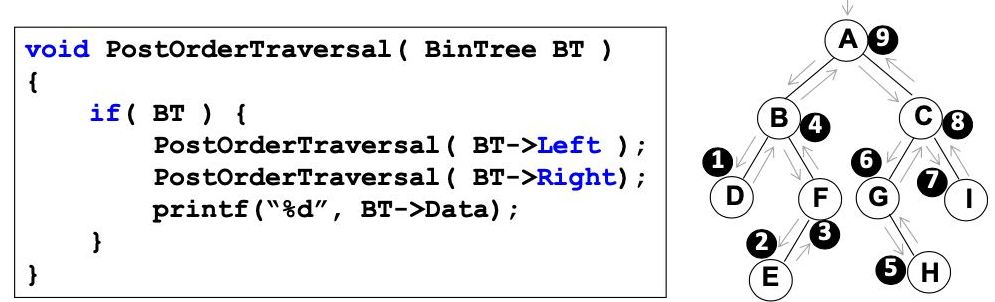 void PostOrderTraversal( BinTree BT )
{
if( BT ) {
PostOrderTraversal( BT->Left );
PostOrderTraversal( BT->Right);
printf(“%d”, BT->Data);
}
}
A 9
B 4 C 8
1 6 7
D F G I
2 3 5
E H